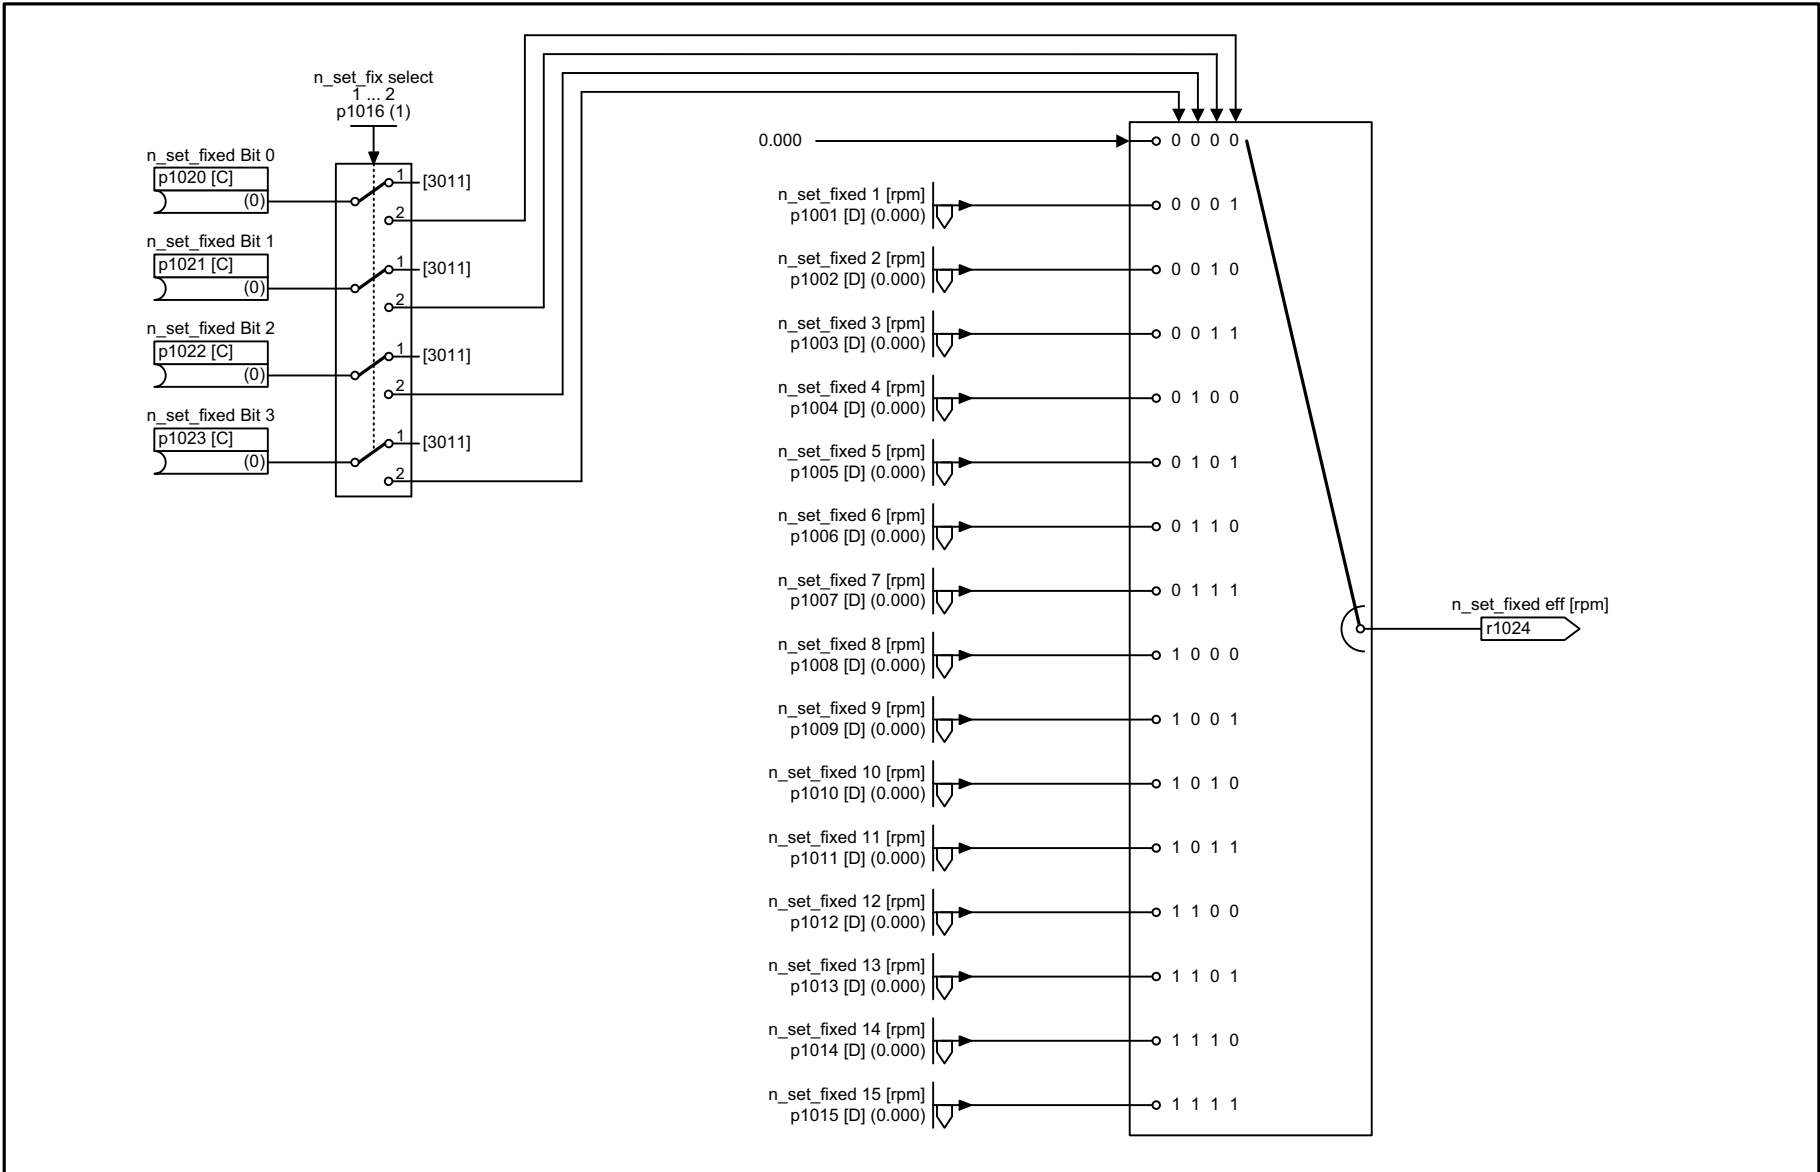 n_set_fix select
1 ... 2
p1016 (1)
n_set_fixed Bit 0
p1020 [C]
(0)
1
[3011]
2
n_set_fixed Bit 1
p1021 [C]
(0)
1
[3011]
2
n_set_fixed Bit 2
p1022 [C]
(0)
1
[3011]
2
n_set_fixed Bit 3
p1023 [C]
(0)
1
[3011]
2
0.000
0 0 0 0
n_set_fixed 1 [rpm]
p1001 [D] (0.000)
0 0 0 1
n_set_fixed 2 [rpm]
p1002 [D] (0.000)
0 0 1 0
n_set_fixed 3 [rpm]
p1003 [D] (0.000)
0 0 1 1
n_set_fixed 4 [rpm]
p1004 [D] (0.000)
0 1 0 0
n_set_fixed 5 [rpm]
p1005 [D] (0.000)
0 1 0 1
n_set_fixed 6 [rpm]
p1006 [D] (0.000)
0 1 1 0
n_set_fixed 7 [rpm]
p1007 [D] (0.000)
0 1 1 1
n_set_fixed 8 [rpm]
p1008 [D] (0.000)
1 0 0 0
n_set_fixed 9 [rpm]
p1009 [D] (0.000)
1 0 0 1
n_set_fixed 10 [rpm]
p1010 [D] (0.000)
1 0 1 0
n_set_fixed 11 [rpm]
p1011 [D] (0.000)
1 0 1 1
n_set_fixed 12 [rpm]
p1012 [D] (0.000)
1 1 0 0
n_set_fixed 13 [rpm]
p1013 [D] (0.000)
1 1 0 1
n_set_fixed 14 [rpm]
p1014 [D] (0.000)
1 1 1 0
n_set_fixed 15 [rpm]
p1015 [D] (0.000)
1 1 1 1
n_set_fixed eff [rpm]
r1024